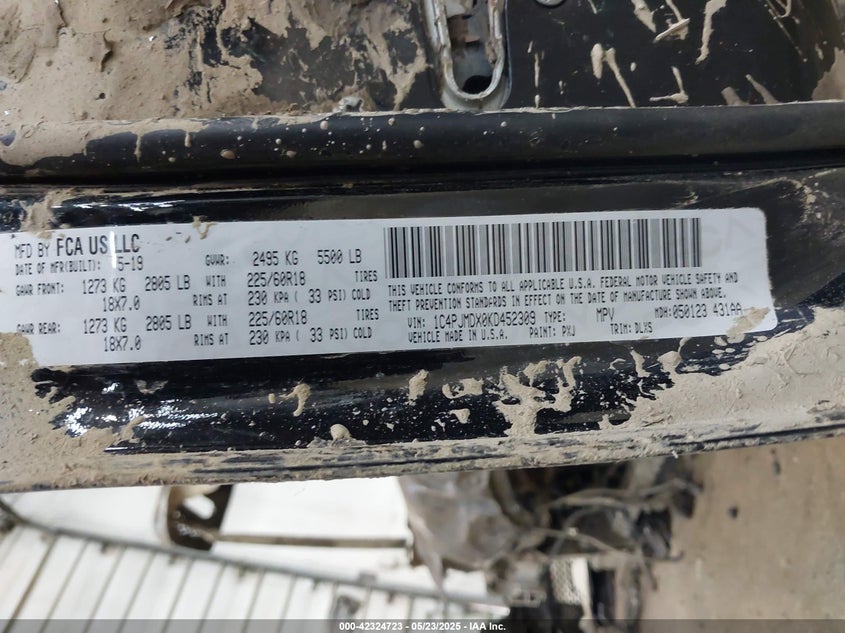 MFD BY FCA US LLC
DATE OF MFR(BUILT): 5-19
GVWR: 2495 KG 5500 LB
GAWR FRONT: 1273 KG 2805 LB WITH 225/60R18 TIRES
18X7.0 RIMS AT 230 KPA ( 33 PSI) COLD
GAWR REAR: 1273 KG 2805 LB WITH 225/60R18 TIRES
18X7.0 RIMS AT 230 KPA ( 33 PSI) COLD
THIS VEHICLE CONFORMS TO ALL APPLICABLE U.S.A. FEDERAL MOTOR VEHICLE SAFETY AND
THEFT PREVENTION STANDARDS IN EFFECT ON THE DATE OF MANUFACTURE SHOWN ABOVE.
VIN: 1C4PJMDX0KD452309 TYPE: MPV MDH: 050123 431AA
VEHICLE MADE IN U.S.A. PAINT: PXJ TRIM: DLXS
000-42324723 — 05/23/2025 — IAA Inc.